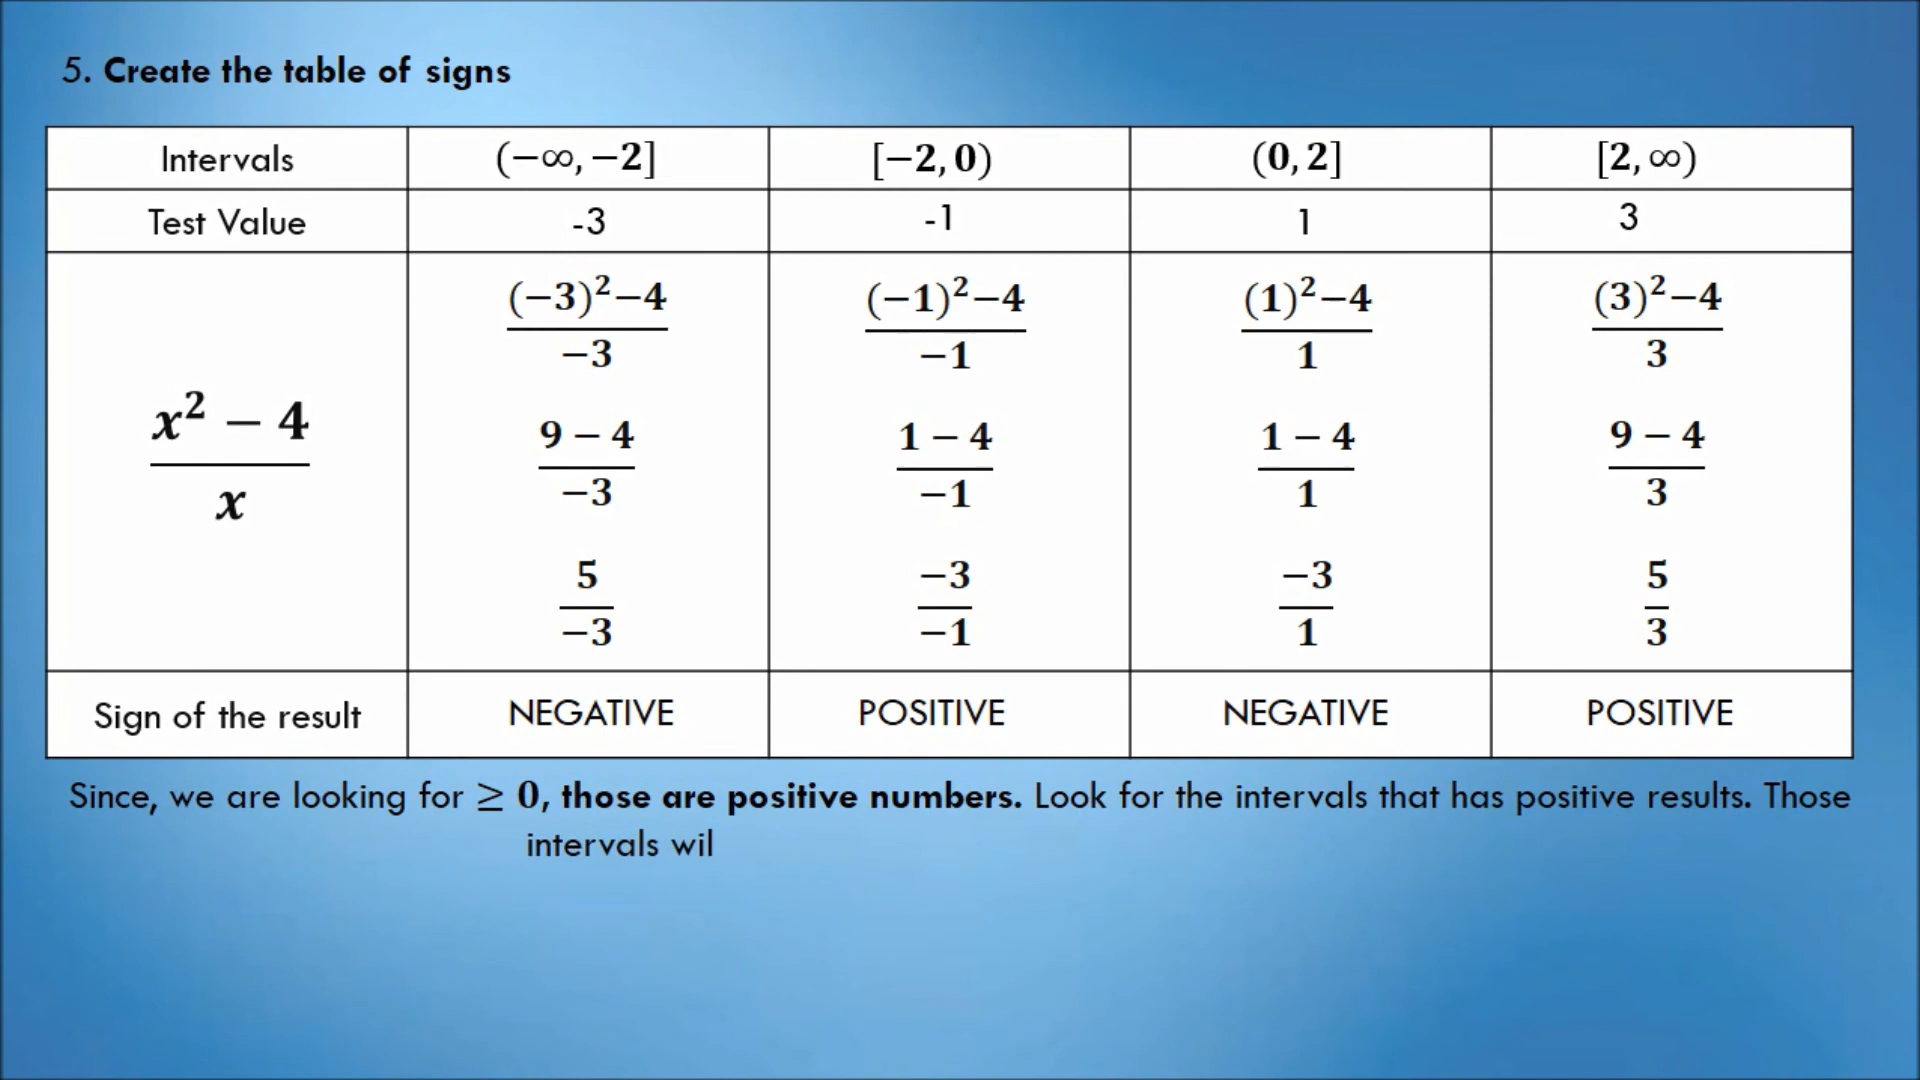 5. Create the table of signs
Intervals (−∞, −2] [−2, 0) (0, 2] [2, ∞)
Test Value -3 -1 1 3
(−3)²−4 (−1)²−4 (1)²−4 (3)²−4
−3 −1 1 3
x² − 4
x
9 − 4 1 − 4 1 − 4 9 − 4
−3 −1 1 3
5 −3 −3 5
−3 −1 1 3
Sign of the result NEGATIVE POSITIVE NEGATIVE POSITIVE
Since, we are looking for ≥ 0, those are positive numbers. Look for the intervals that has positive results. Those
intervals wil